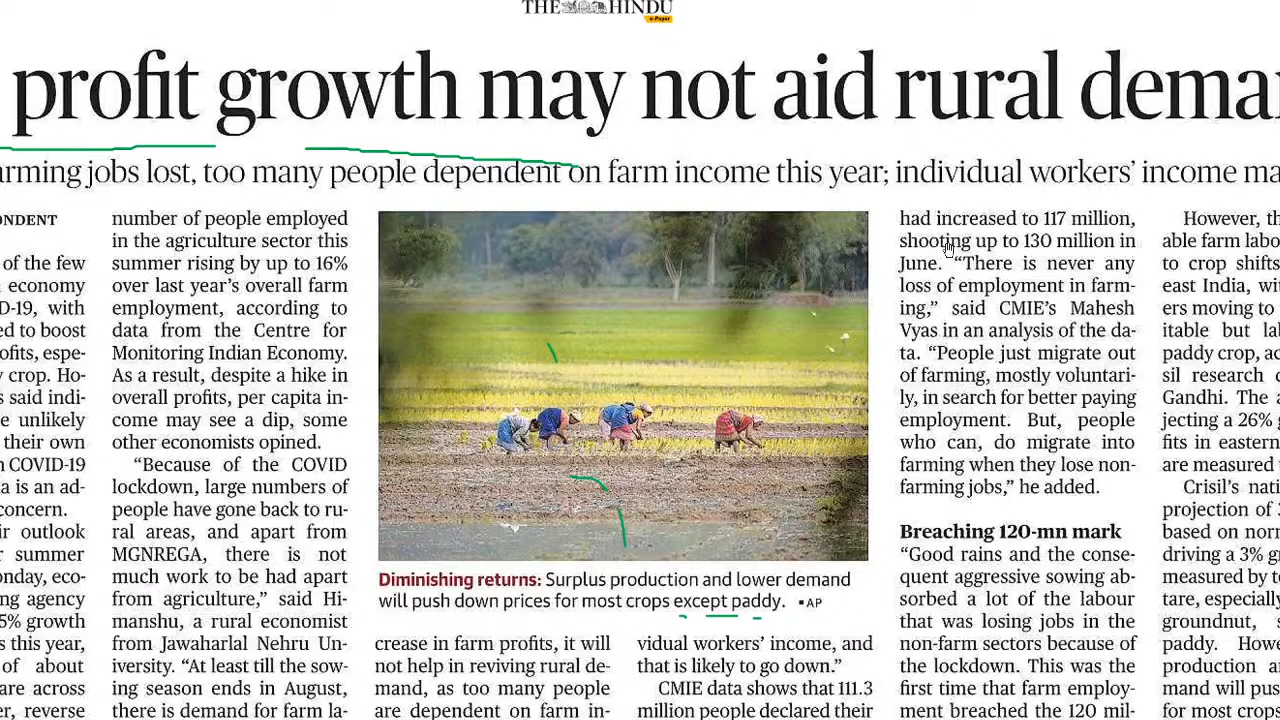 THE HINDU
e-Paper
profit growth may not aid rural dema
arming jobs lost, too many people dependent on farm income this year; individual workers’ income ma
ONDENT
of the few
economy
D-19, with
ed to boost
ofits, espe-
y crop. Ho-
s said indi-
e unlikely
their own
n COVID-19
a is an ad-
concern.
ir outlook
r summer
onday, eco-
ng agency
5% growth
s this year,
of about
are across
er, reverse
number of people employed
in the agriculture sector this
summer rising by up to 16%
over last year’s overall farm
employment, according to
data from the Centre for
Monitoring Indian Economy.
As a result, despite a hike in
overall profits, per capita in-
come may see a dip, some
other economists opined.
“Because of the COVID
lockdown, large numbers of
people have gone back to ru-
ral areas, and apart from
MGNREGA, there is not
much work to be had apart
from agriculture,” said Hi-
manshu, a rural economist
from Jawaharlal Nehru Un-
iversity. “At least till the sow-
ing season ends in August,
there is demand for farm la-
Diminishing returns: Surplus production and lower demand
will push down prices for most crops except paddy. ▪AP
crease in farm profits, it will
not help in reviving rural de-
mand, as too many people
are dependent on farm in-
vidual workers’ income, and
that is likely to go down.”
CMIE data shows that 111.3
million people declared their
had increased to 117 million,
shooting up to 130 million in
June. “There is never any
loss of employment in farm-
ing,” said CMIE’s Mahesh
Vyas in an analysis of the da-
ta. “People just migrate out
of farming, mostly voluntari-
ly, in search for better paying
employment. But, people
who can, do migrate into
farming when they lose non-
farming jobs,” he added.
Breaching 120-mn mark
“Good rains and the conse-
quent aggressive sowing ab-
sorbed a lot of the labour
that was losing jobs in the
non-farm sectors because of
the lockdown. This was the
first time that farm employ-
ment breached the 120 mil-
However, th
able farm labo
to crop shifts
east India, wit
ers moving to
itable but lab
paddy crop, ac
sil research d
Gandhi. The a
jecting a 26% g
fits in eastern
are measured
Crisil’s nati
projection of
based on norm
driving a 3% g
measured by to
tare, especially
groundnut, s
paddy. Howe
production a
mand will pus
for most crops